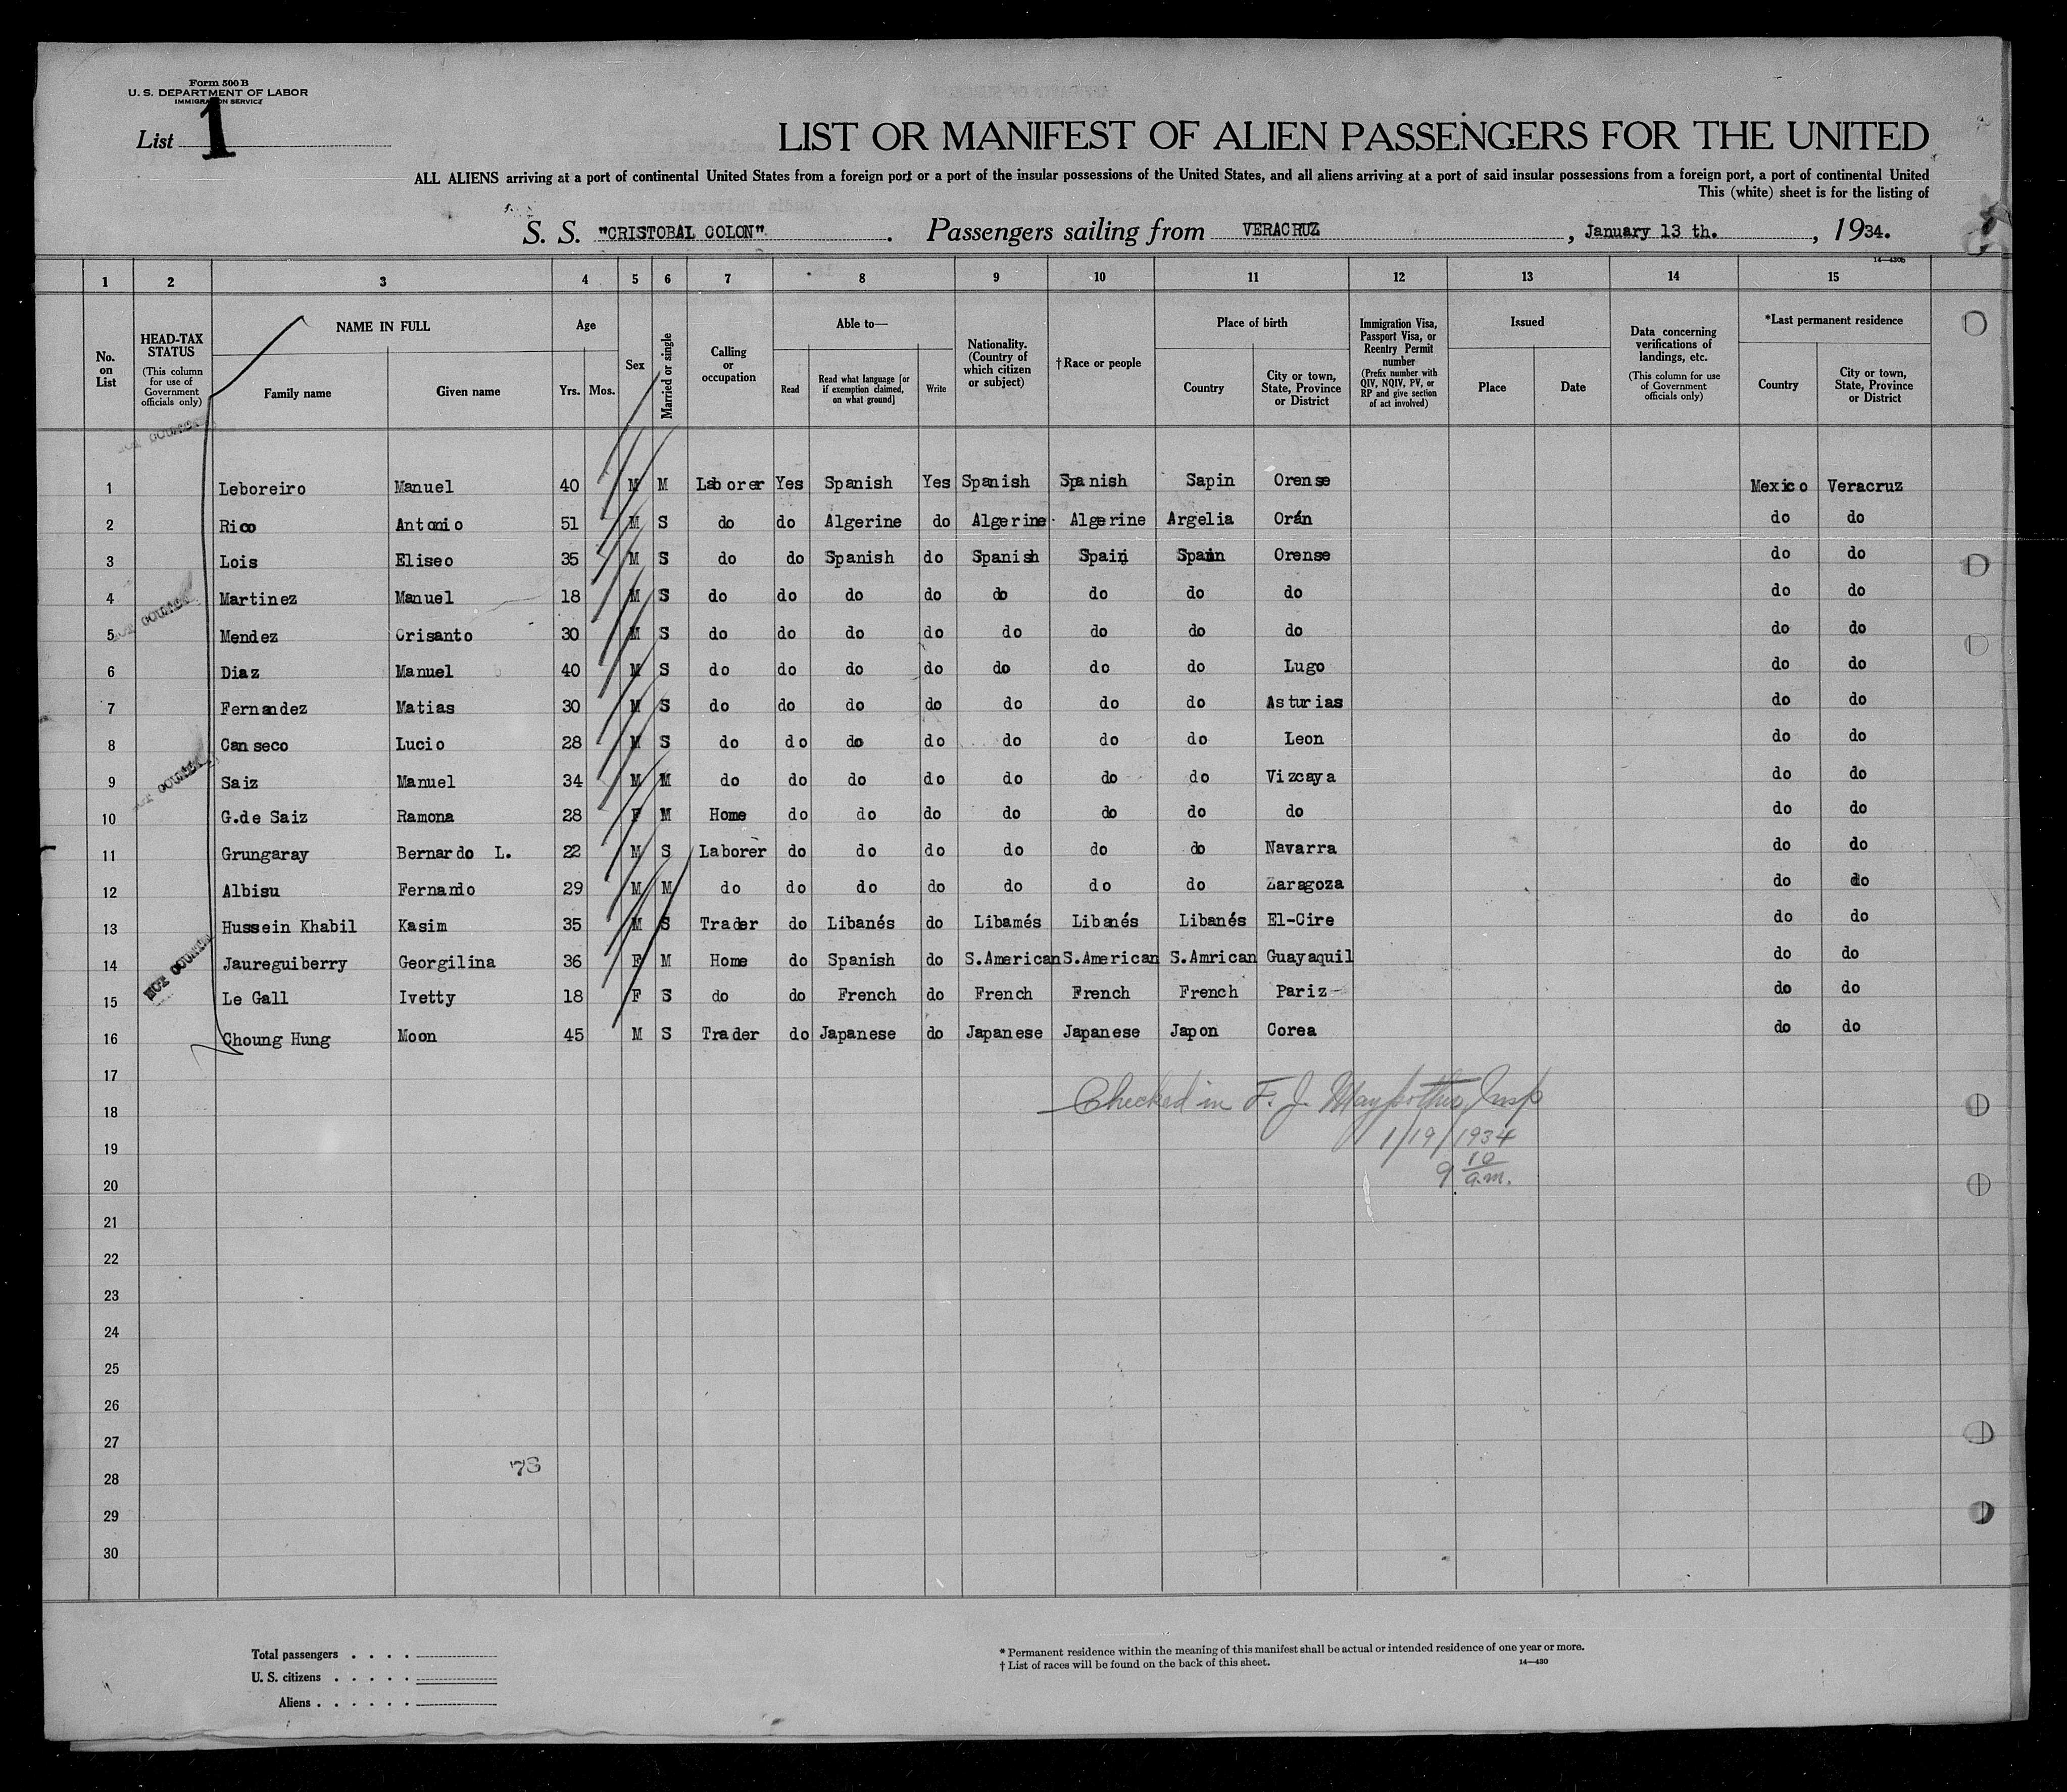 Form 500 B
U. S. DEPARTMENT OF LABOR
IMMIGRATION SERVICE
List 1
LIST OR MANIFEST OF ALIEN PASSENGERS FOR THE UNITED
ALL ALIENS arriving at a port of continental United States from a foreign port or a port of the insular possessions of the United States, and all aliens arriving at a port of said insular possessions from a foreign port, a port of continental United
This (white) sheet is for the listing of
S. S. "CRISTOBAL COLON". Passengers sailing from VERACRUZ, January 13 th., 1934.
14—430b
1 2 3 4 5 6 7 8 9 10 11 12 13 14 15
No. on List
HEAD-TAX STATUS (This column for use of Government officials only)
NAME IN FULL Family name Given name
Age Yrs. Mos.
Sex
Married or single
Calling or occupation
Able to— Read Read what language [or if exemption claimed, on what ground] Write
Nationality. (Country of which citizen or subject)
† Race or people
Place of birth Country City or town, State, Province or District
Immigration Visa, Passport Visa, or Reentry Permit number (Prefix number with QIV, NQIV, PV, or RP and give section of act involved)
Issued Place Date
Data concerning verifications of landings, etc. (This column for use of Government officials only)
*Last permanent residence Country City or town, State, Province or District
1 Leboreiro Manuel 40 M M Laborer Yes Spanish Yes Spanish Spanish Sapin Orense Mexico Veracruz
2 Rico Antonio 51 M S do do Algerine do Algerine Algerine Argelia Orán do do
3 Lois Eliseo 35 M S do do Spanish do Spanish Spain Spain Orense do do
4 Martinez Manuel 18 M S do do do do do do do do do do
5 Mendez Crisanto 30 M S do do do do do do do do do do
6 Diaz Manuel 40 M S do do do do do do do Lugo do do
7 Fernandez Matias 30 M S do do do do do do do Asturias do do
8 Canseco Lucio 28 M S do do do do do do do Leon do do
9 Saiz Manuel 34 M M do do do do do do do Vizcaya do do
10 G.de Saiz Ramona 28 F M Home do do do do do do do do do
11 Grungaray Bernardo L. 22 M S Laborer do do do do do do Navarra do do
12 Albisu Fernando 29 M M do do do do do do do Zaragoza do do
13 Hussein Khabil Kasim 35 M S Trader do Libanés do Libamés Libanés Libanés El-Cire do do
14 Jaureguiberry Georgilina 36 F M Home do Spanish do S.American S.American S.Amrican Guayaquil do do
15 Le Gall Ivetty 18 F S do do French do French French French Pariz do do
16 Choung Hung Moon 45 M S Trader do Japanese do Japanese Japanese Japon Corea do do
NOT COUNTED
17
18 Checked in F. J. Insp
19 1/19/1934
20 9 10 a.m.
21
22
23
24
25
26
27
73
28
29
30
Total passengers . . . .
U. S. citizens . . . . .
Aliens . . . . . .
* Permanent residence within the meaning of this manifest shall be actual or intended residence of one year or more.
† List of races will be found on the back of this sheet. 14—430